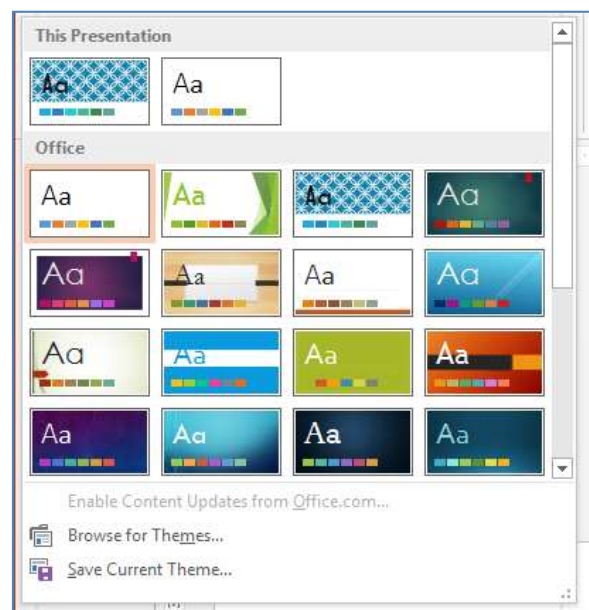 This Presentation
Aa Aa
Office
Aa Aa Aa Aa
Aa Aa Aa Aa
Aa Aa Aa Aa
Aa Aa Aa Aa
Enable Content Updates from Office.com...
Browse for Themes...
Save Current Theme...